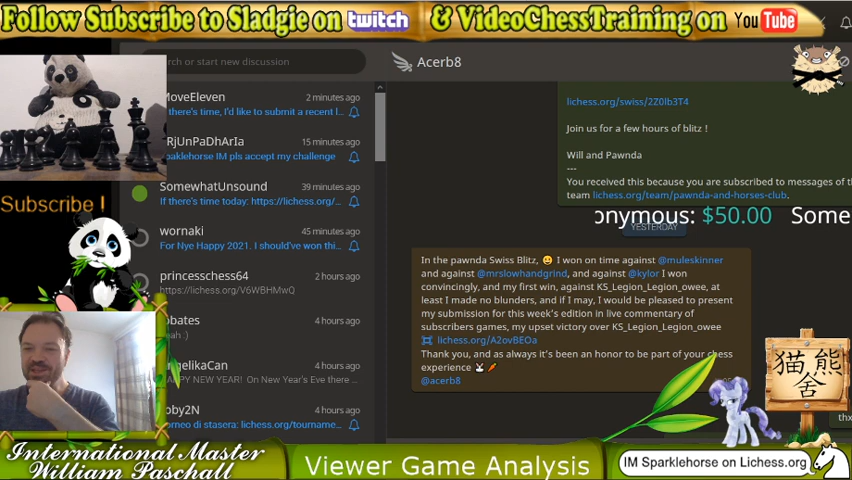 Follow Subscribe to Sladgie on twitch & VideoChessTraining on YouTube
rch or start new discussion
Acerb8
MoveEleven
2 minutes ago
there's time, I'd like to submit a recent l...
RjUnPaDhArIa
15 minutes ago
parklehorse IM pls accept my challenge
SomewhatUnsound
39 minutes ago
If there's time today: https://lichess.org/...
wornaki
45 minutes ago
For Nye Happy 2021. I should've won thi...
princesschess64
2 hours ago
https://lichess.org/V6WBHMwQ
bates
4 hours ago
eah :)
ngelikaCan
4 hours ago
APPY NEW YEAR! On New Year's Eve there ...
oby2N
4 hours ago
orneo di stasera: lichess.org/tourname...
lichess.org/swiss/2Z0lb3T4
Join us for a few hours of blitz !
Will and Pawnda
---
You received this because you are subscribed to messages of the
team lichess.org/team/pawnda-and-horses-club.
onymous: $50.00 Some
YESTERDAY
In the pawnda Swiss Blitz, 😀 I won on time against @muleskinner
and against @mrslowhandgrind, and against @kylor I won
convincingly, and my first win, against KS_Legion_Legion_owee, at
least I made no blunders, and if I may, I would be pleased to present
my submission for this week's edition in live commentary of
subscribers games, my upset victory over KS_Legion_Legion_owee
lichess.org/A2ovBEOa
Thank you, and as always it's been an honor to be part of your chess
experience 🐼🥕
@acerb8
thx
Subscribe !
猫熊
舍
International Master
William Paschall
Viewer Game Analysis
IM Sparklehorse on Lichess.org